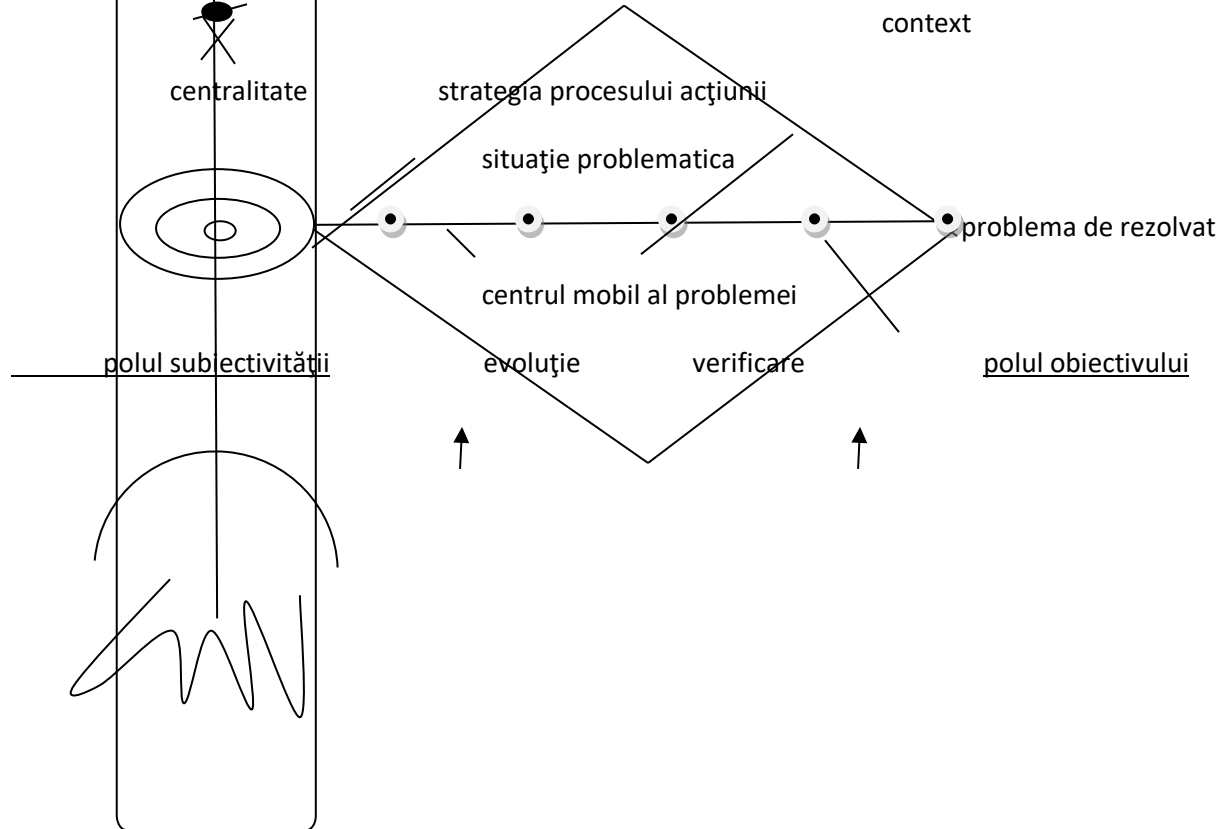 context
centralitate strategia procesului acţiunii
situaţie problematica
problema de rezolvat
centrul mobil al problemei
polul subiectivităţii evoluţie verificare polul obiectivului